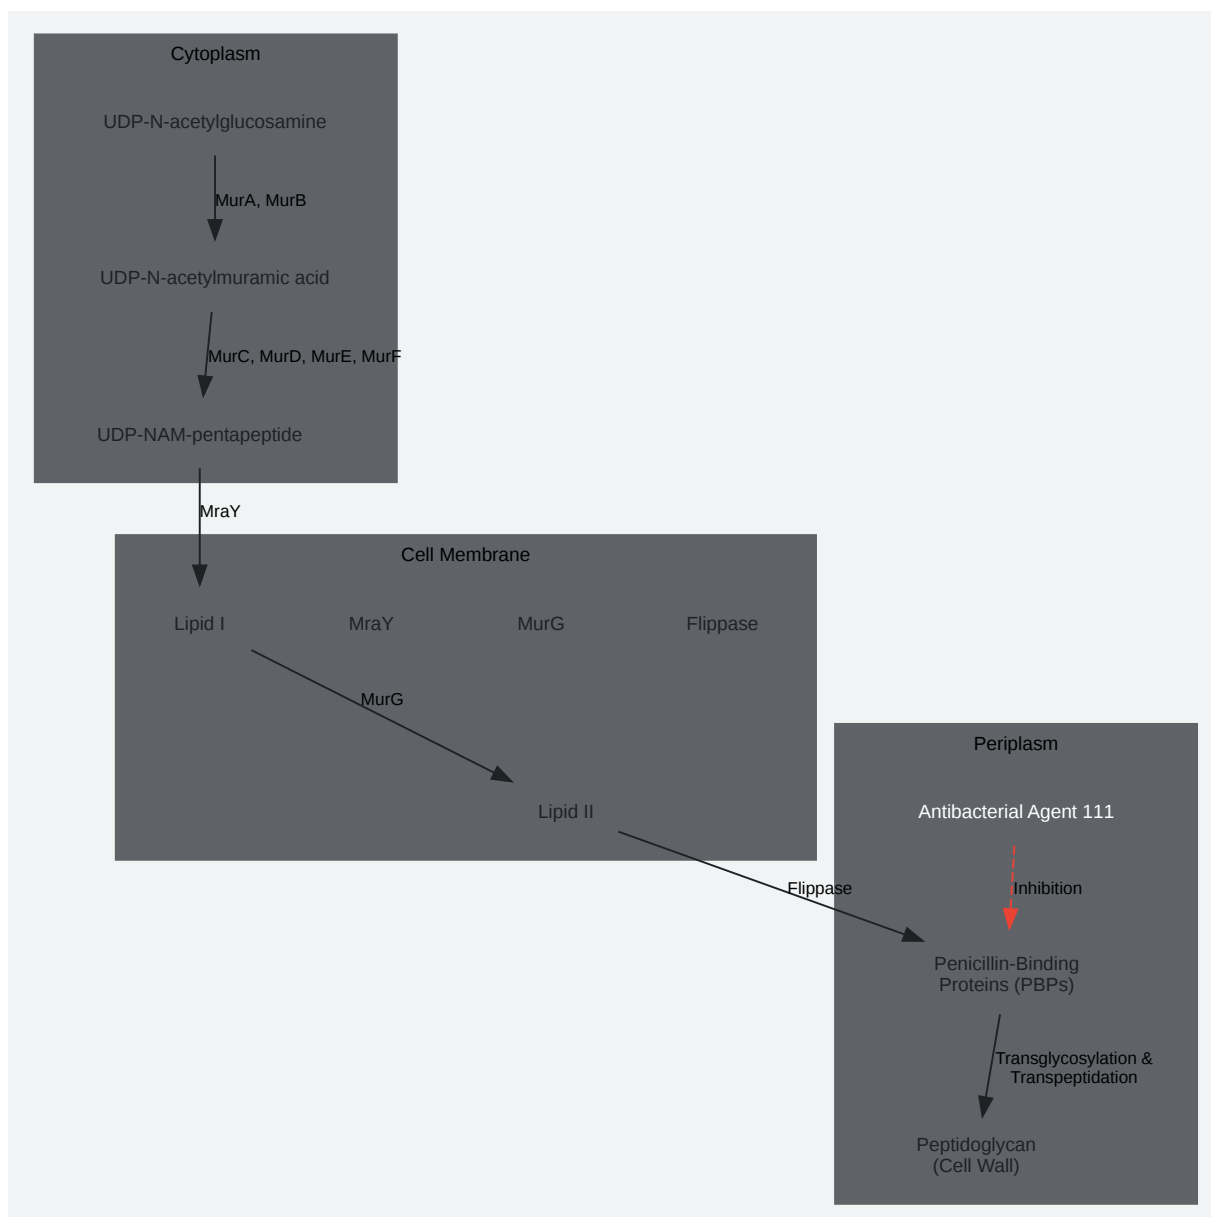 Cytoplasm
UDP-N-acetylglucosamine
MurA, MurB
UDP-N-acetylmuramic acid
MurC, MurD, MurE, MurF
UDP-NAM-pentapeptide
MraY
Cell Membrane
Lipid I
MraY
MurG
Flippase
MurG
Lipid II
Flippase
Periplasm
Antibacterial Agent 111
Inhibition
Penicillin-Binding
Proteins (PBPs)
Transglycosylation &
Transpeptidation
Peptidoglycan
(Cell Wall)